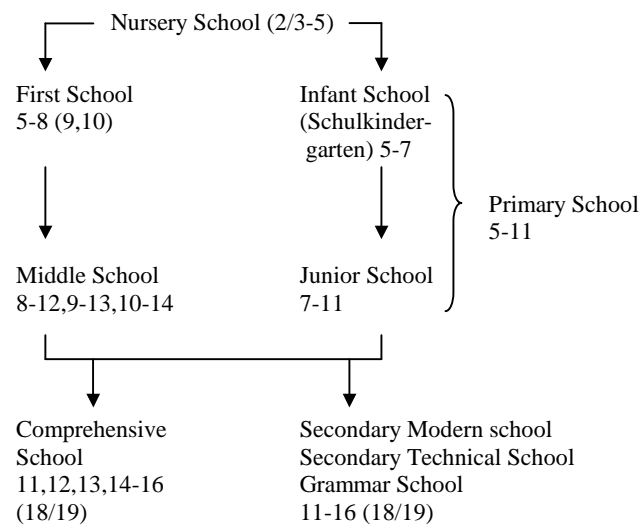 Nursery School (2/3-5)
First School
5-8 (9,10)
Infant School
(Schulkinder-
garten) 5-7
Primary School
5-11
Middle School
8-12,9-13,10-14
Junior School
7-11
Comprehensive
School
11,12,13,14-16
(18/19)
Secondary Modern school
Secondary Technical School
Grammar School
11-16 (18/19)